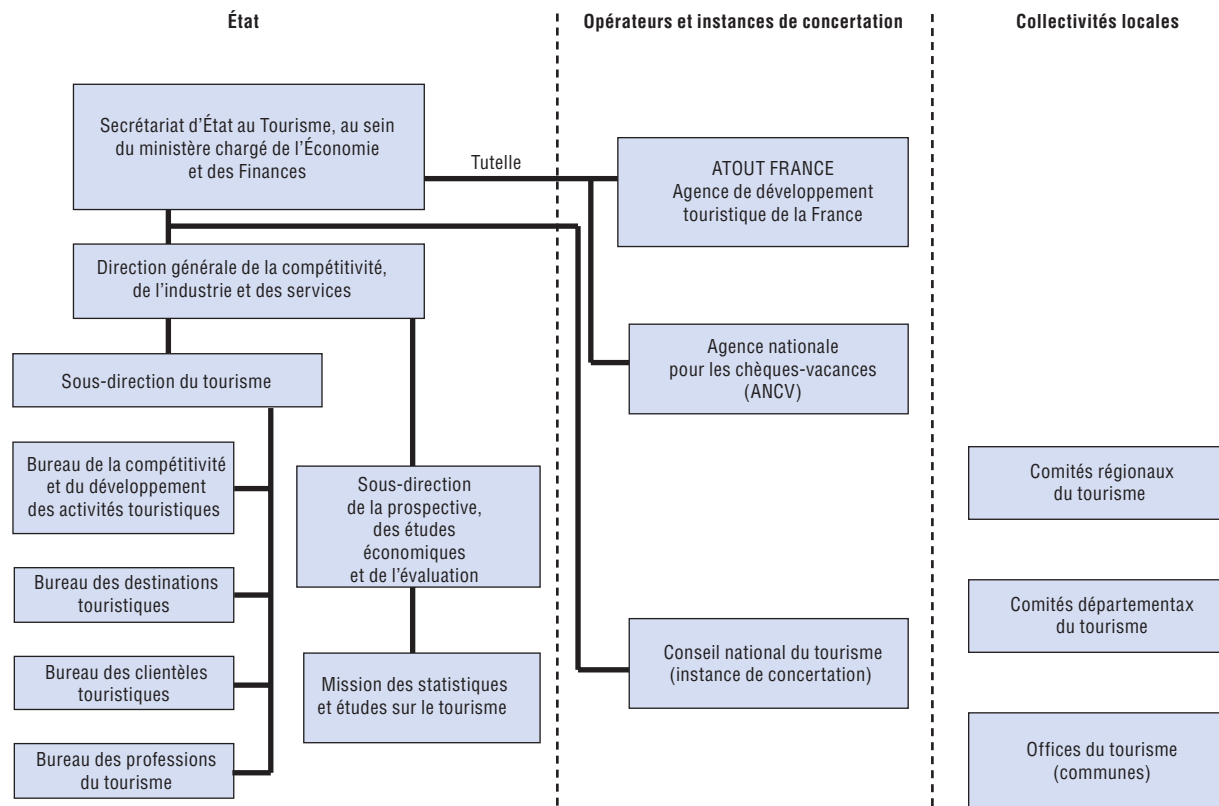 État
Opérateurs et instances de concertation
Collectivités locales
Secrétariat d'État au Tourisme, au sein
du ministère chargé de l'Économie
et des Finances
Tutelle
ATOUT FRANCE
Agence de développement
touristique de la France
Direction générale de la compétitivité,
de l'industrie et des services
Agence nationale
pour les chèques-vacances
(ANCV)
Sous-direction du tourisme
Bureau de la compétitivité
et du développement
des activités touristiques
Sous-direction
de la prospective,
des études
économiques
et de l'évaluation
Comités régionaux
du tourisme
Bureau des destinations
touristiques
Comités départementax
du tourisme
Bureau des clientèles
touristiques
Mission des statistiques
et études sur le tourisme
Conseil national du tourisme
(instance de concertation)
Bureau des professions
du tourisme
Offices du tourisme
(communes)